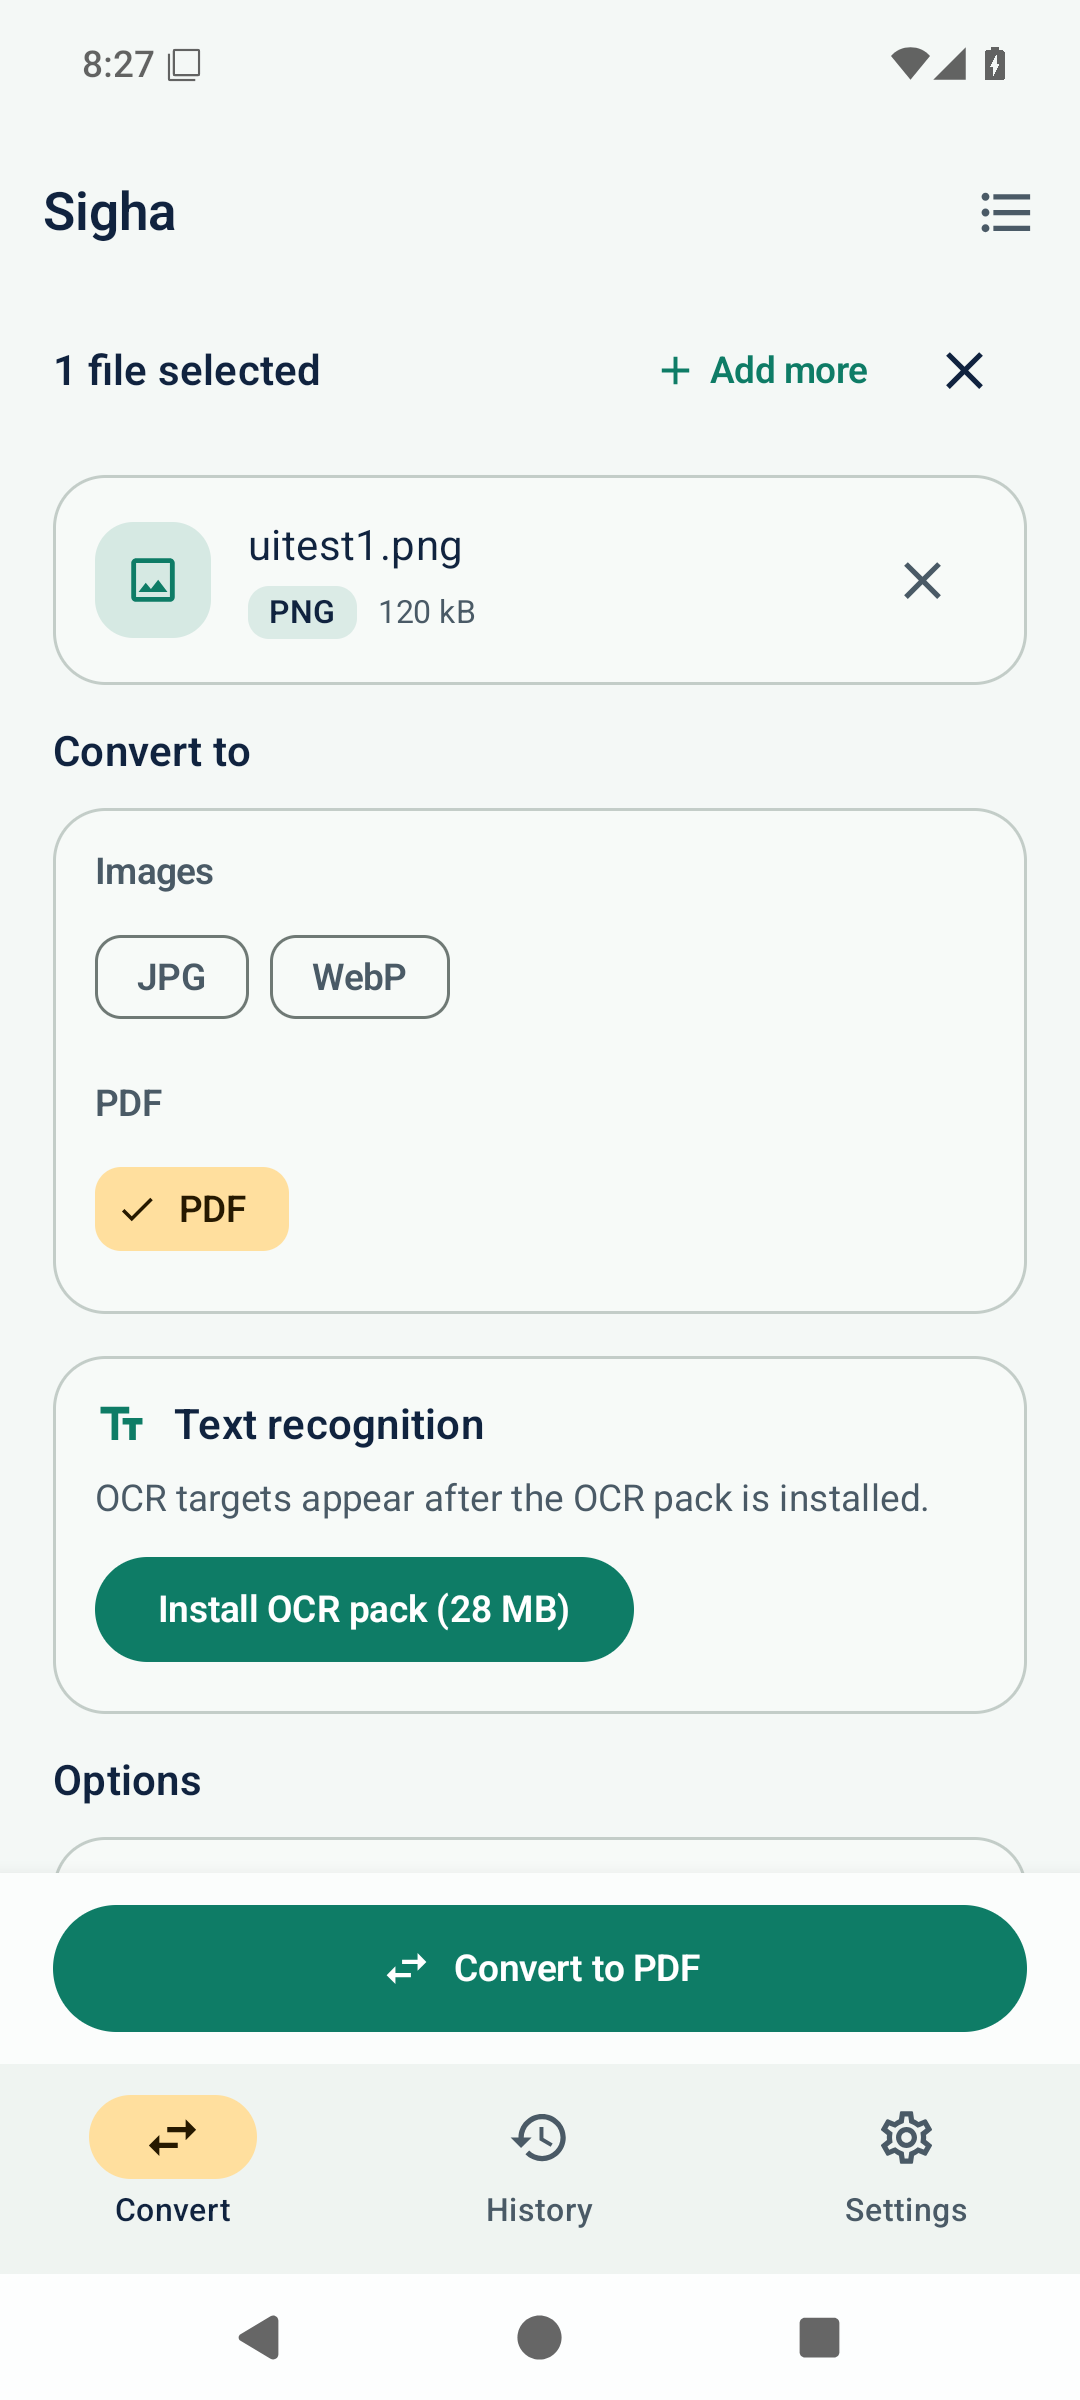 8:27
Sigha
1 file selected
Add more
uitest1.png
PNG 120 kB
Convert to
Images
JPG WebP
PDF
PDF
Text recognition
OCR targets appear after the OCR pack is installed.
Install OCR pack (28 MB)
Options
Convert to PDF
Convert History Settings